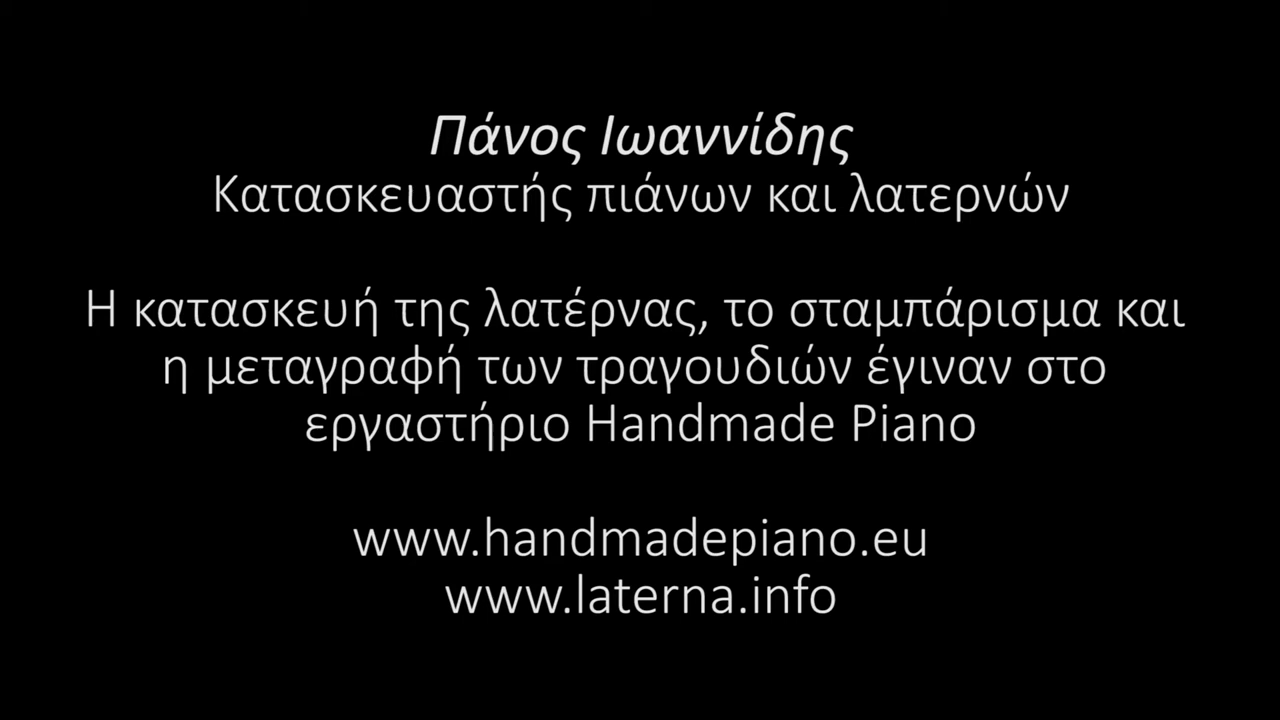 Πάνος Ιωαννίδης
Κατασκευαστής πιάνων και λατερνών
Η κατασκευή της λατέρνας, το σταμπάρισμα και
η μεταγραφή των τραγουδιών έγιναν στο
εργαστήριο Handmade Piano
www.handmadepiano.eu
www.laterna.info